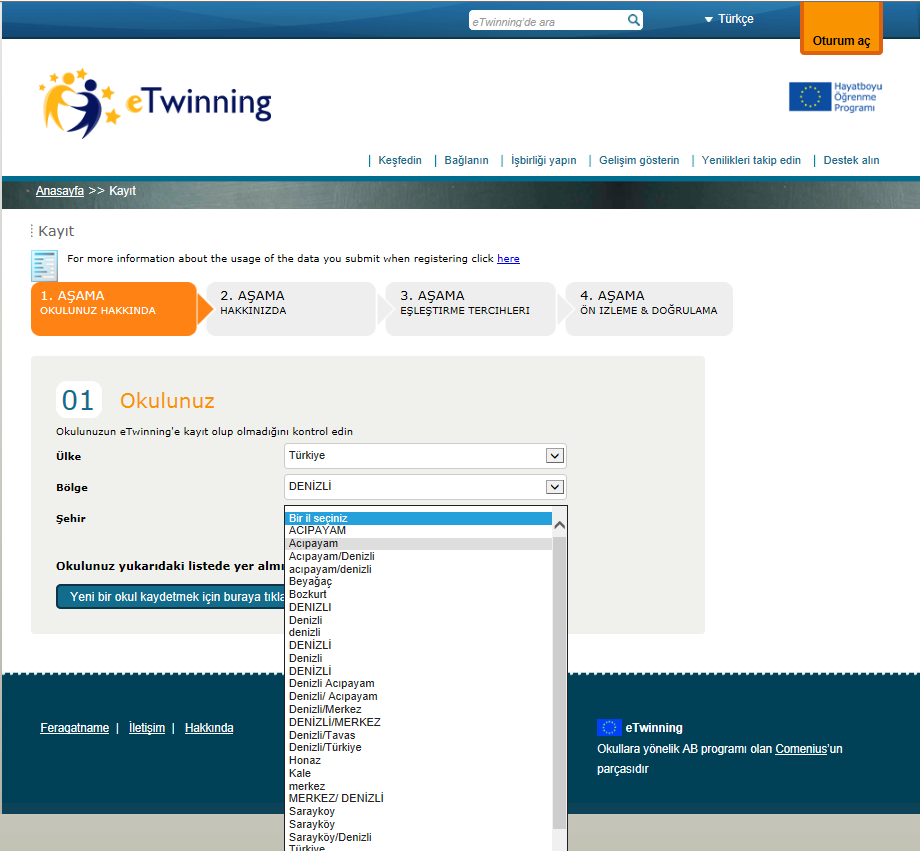 eTwinning'de ara
Türkçe
Oturum aç
eTwinning
Hayatboyu
Öğrenme
Programı
| Keşfedin | Bağlanın | İşbirliği yapın | Gelişim gösterin | Yenilikleri takip edin | Destek alın
Anasayfa >> Kayıt
Kayıt
For more information about the usage of the data you submit when registering click here
1. AŞAMA
OKULUNUZ HAKKINDA
2. AŞAMA
HAKKINIZDA
3. AŞAMA
EŞLEŞTIRME TERCIHLERI
4. AŞAMA
ÖN IZLEME & DOĞRULAMA
01 Okulunuz
Okulunuzun eTwinning'e kayıt olup olmadığını kontrol edin
Ülke Türkiye
Bölge DENİZLİ
Şehir
Bir il seçiniz
ACIPAYAM
Acıpayam
Acıpayam/Denizli
acıpayam/denizli
Beyağaç
Bozkurt
DENIZLI
Denizli
denizli
DENİZLİ
Denizli
DENİZLİ
Denizli Acıpayam
Denizli/ Acıpayam
Denizli/Merkez
DENİZLİ/MERKEZ
Denizli/Tavas
Denizli/Türkiye
Honaz
Kale
merkez
MERKEZ/ DENİZLİ
Saraykoy
Sarayköy
Sarayköy/Denizli
Türkiye
Okulunuz yukarıdaki listede yer almı
Yeni bir okul kaydetmek için buraya tıkla
Feragatname | İletişim | Hakkında
eTwinning
Okullara yönelik AB programı olan Comenius'un
parçasıdır